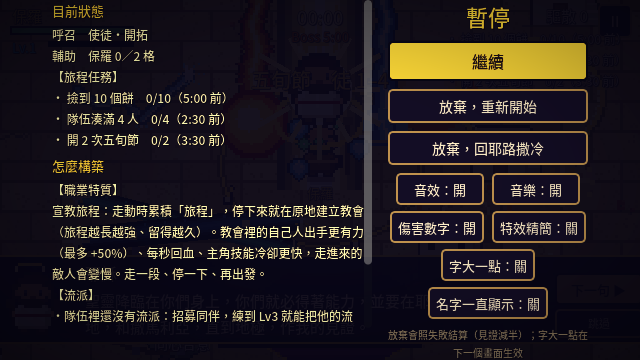 目前狀態
呼召　使徒・開拓
輔助　保羅 0／2 格
【旅程任務】
・ 撿到 10 個餅　0/10（5:00 前）
・ 隊伍湊滿 4 人　0/4（2:30 前）
・ 開 2 次五旬節　0/2（3:30 前）
怎麼構築
【職業特質】
宣教旅程：走動時累積「旅程」，停下來就在原地建立教會
（旅程越長越強、留得越久）。教會裡的自己人出手更有力
（最多 +50%）、每秒回血、主角技能冷卻更快，走進來的
敵人會變慢。走一段、停一下、再出發。
【流派】
・隊伍裡還沒有流派：招募同伴，練到 Lv3 就能把他的流
暫停
繼續
放棄，重新開始
放棄，回耶路撒冷
音效：開
音樂：開
傷害數字：開
特效精簡：關
字大一點：關
名字一直顯示：關
放棄會照失敗結算（見證減半）；字大一點在
下一個畫面生效